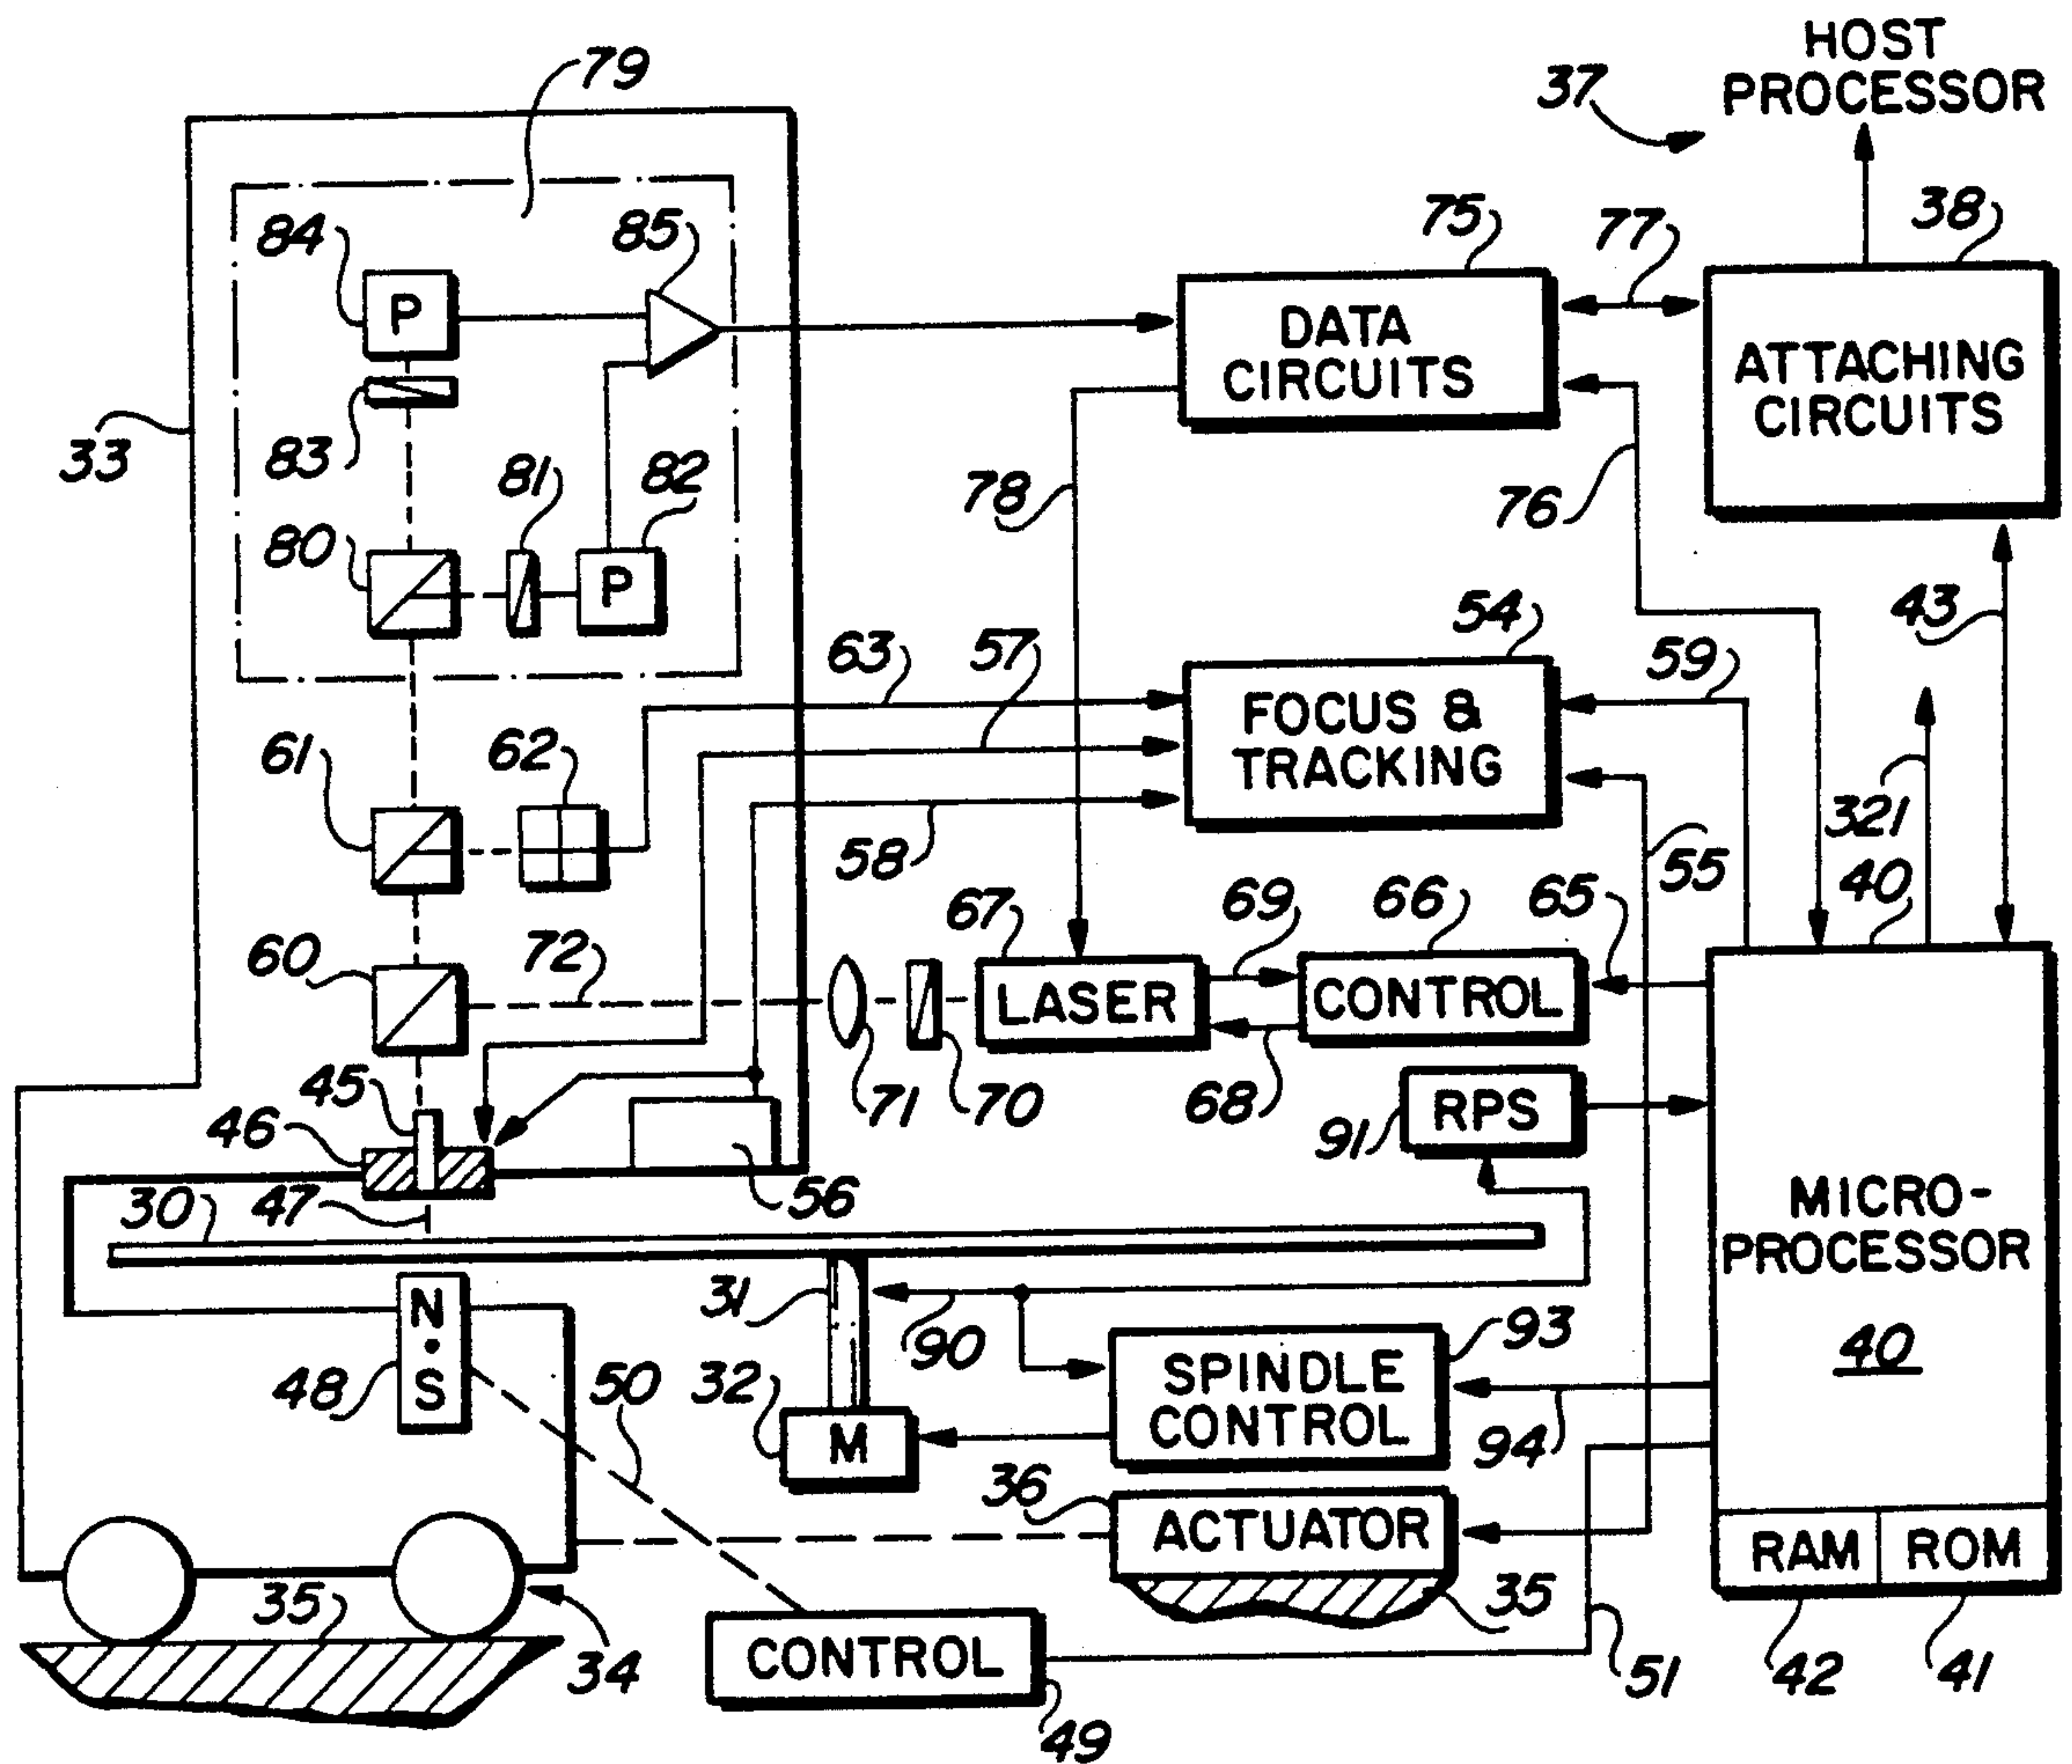 HOST
PROCESSOR
37
79
38
84
85
75
77
P
DATA
CIRCUITS
ATTACHING
CIRCUITS
33
83
81
82
78
76
80
P
54
43
63
57
59
FOCUS &
TRACKING
61
62
321
58
55
40
67
69
66
65
60
72
LASER
CONTROL
45
71
70
68
RPS
46
91
56
MICRO-
PROCESSOR
30
47
31
N
S
90
93
40
48
50
32
SPINDLE
CONTROL
M
94
36
ACTUATOR
RAM
ROM
35
35
34
CONTROL
51
42
41
49